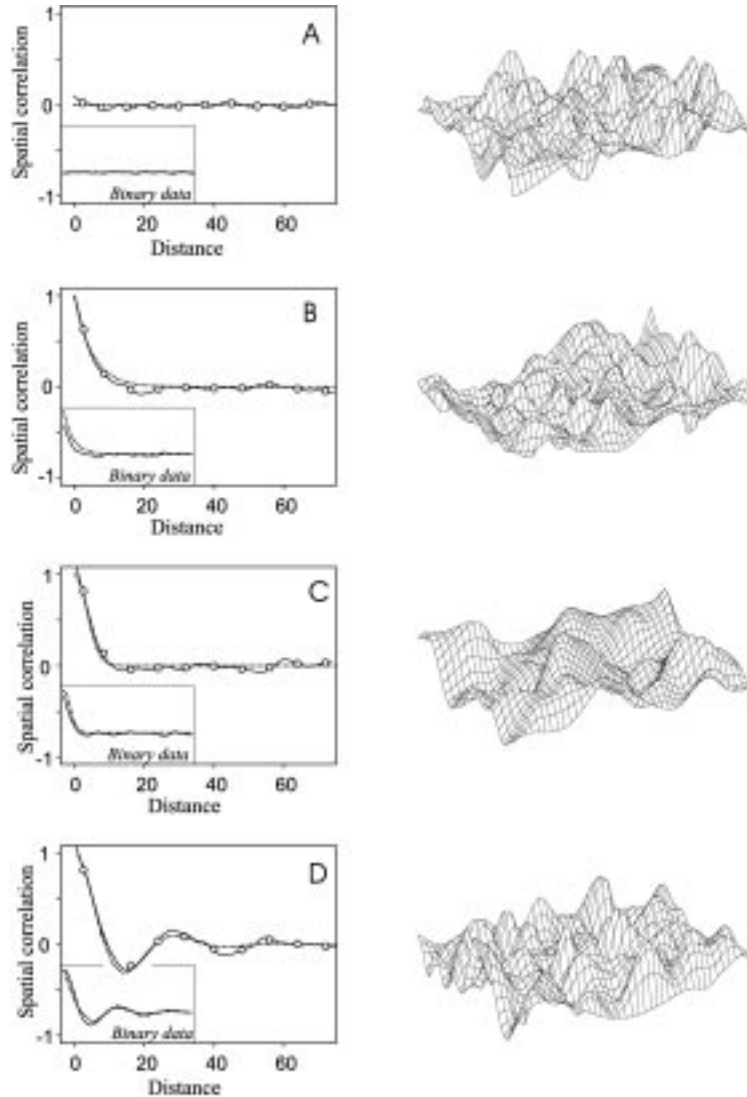 A
Spatial correlation
1
0
-1
Binary data
0 20 40 60
Distance
B
Spatial correlation
1
0
-1
Binary data
0 20 40 60
Distance
C
Spatial correlation
1
0
-1
Binary data
0 20 40 60
Distance
D
Spatial correlation
1
0
-1
Binary data
0 20 40 60
Distance